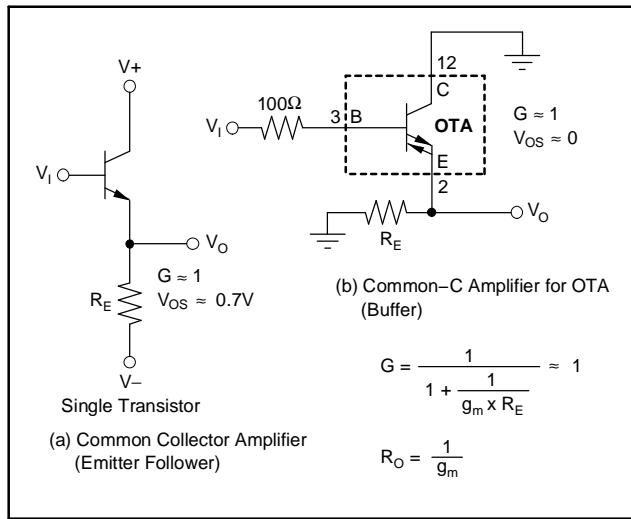 V+
V_I
V_O
G ≈ 1
V_OS ≈ 0.7V
R_E
V−
Single Transistor
(a) Common Collector Amplifier
(Emitter Follower)
12
C
100Ω
3
B
OTA
V_I
G ≈ 1
V_OS ≈ 0
E
2
V_O
R_E
(b) Common−C Amplifier for OTA
(Buffer)
G = 1 / (1 + 1 / (g_m x R_E)) ≈ 1
R_O = 1 / g_m